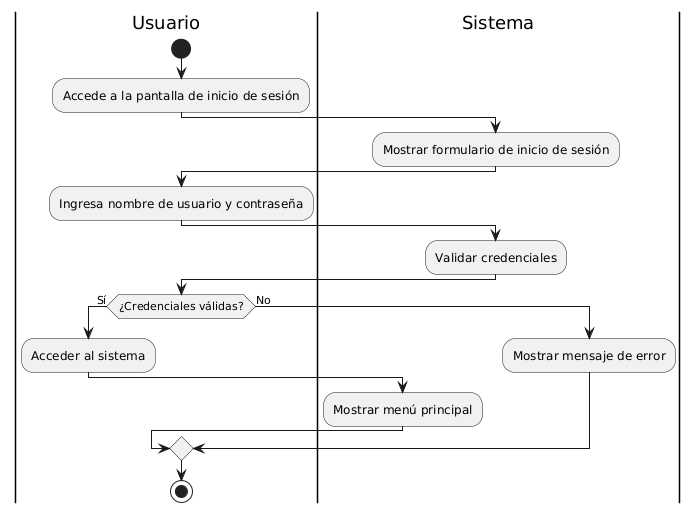 Usuario
Sistema
Accede a la pantalla de inicio de sesión
Mostrar formulario de inicio de sesión
Ingresa nombre de usuario y contraseña
Validar credenciales
Sí
¿Credenciales válidas?
No
Acceder al sistema
Mostrar mensaje de error
Mostrar menú principal